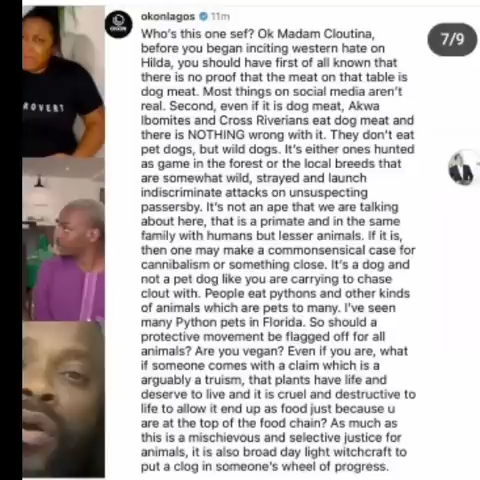 okonlagos 11m
7/9
Who's this one sef? Ok Madam Cloutina,
before you began inciting western hate on
Hilda, you should have first of all known that
there is no proof that the meat on that table is
dog meat. Most things on social media aren't
real. Second, even if it is dog meat, Akwa
Ibomites and Cross Riverians eat dog meat and
there is NOTHING wrong with it. They don't eat
pet dogs, but wild dogs. It's either ones hunted
as game in the forest or the local breeds that
are somewhat wild, strayed and launch
indiscriminate attacks on unsuspecting
passersby. It's not an ape that we are talking
about here, that is a primate and in the same
family with humans but lesser animals. If it is,
then one may make a commonsensical case for
cannibalism or something close. It's a dog and
not a pet dog like you are carrying to chase
clout with. People eat pythons and other kinds
of animals which are pets to many. I've seen
many Python pets in Florida. So should a
protective movement be flagged off for all
animals? Are you vegan? Even if you are, what
if someone comes with a claim which is a
arguably a truism, that plants have life and
deserve to live and it is cruel and destructive to
life to allow it end up as food just because u
are at the top of the food chain? As much as
this is a mischievous and selective justice for
animals, it is also broad day light witchcraft to
put a clog in someone's wheel of progress.
ROVERT